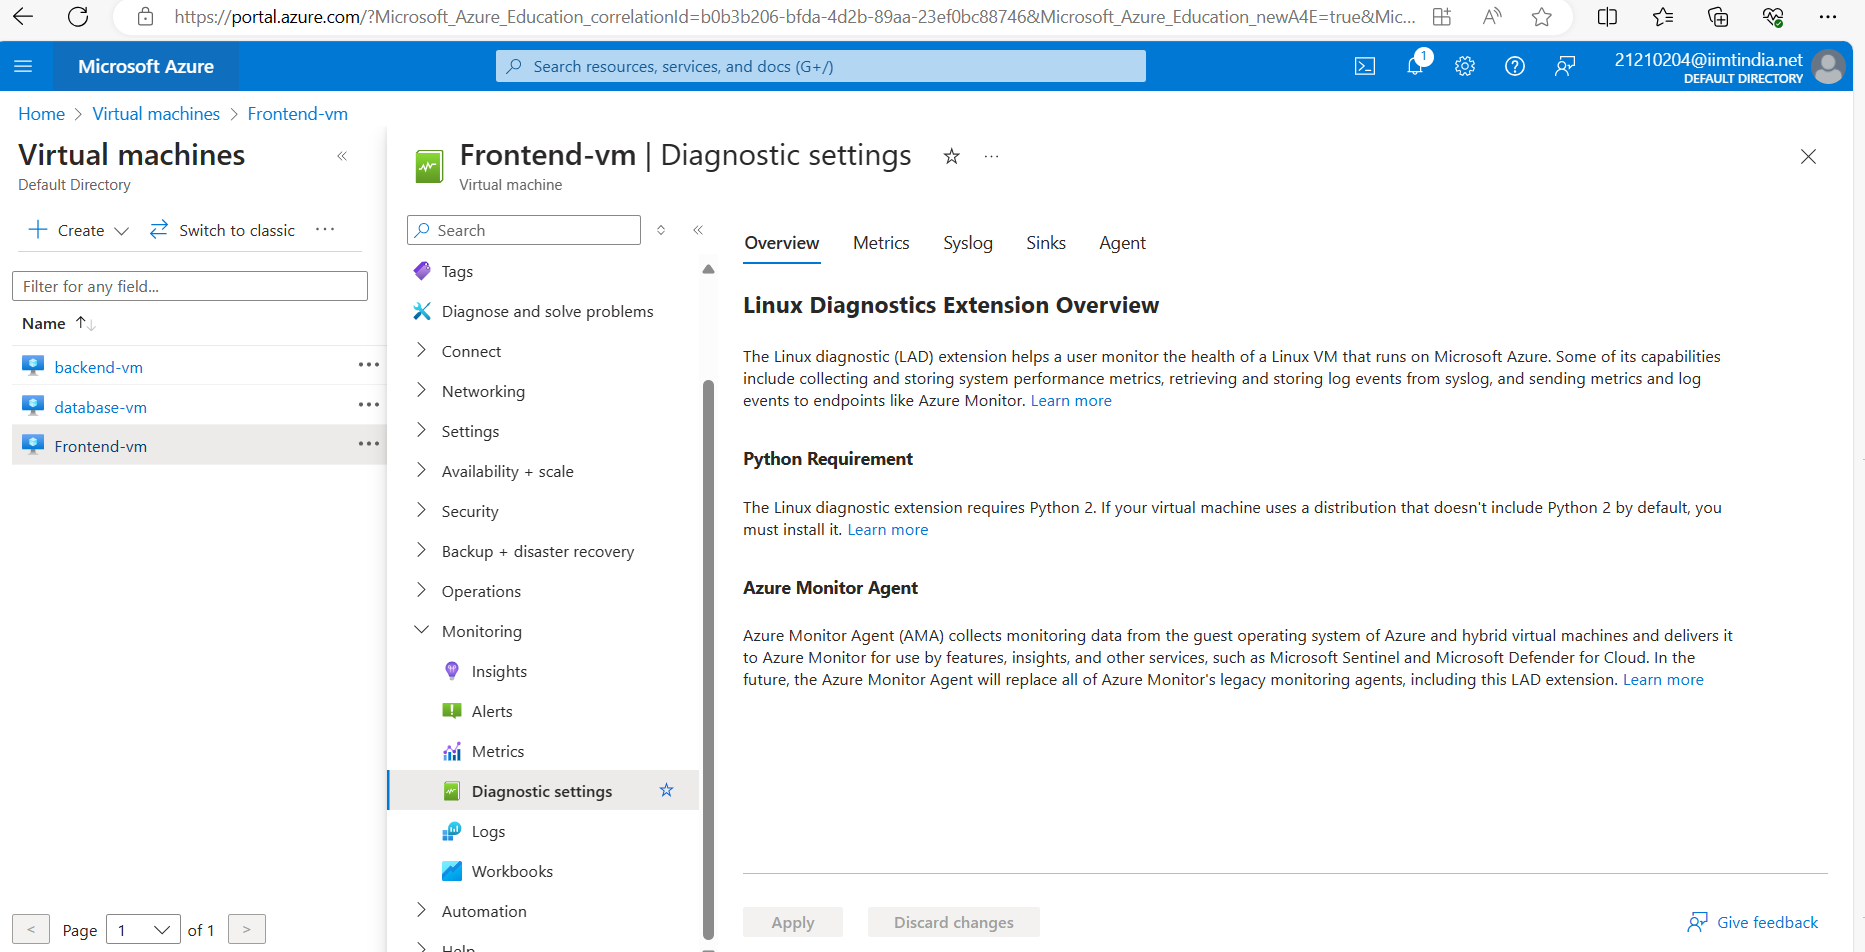 https://portal.azure.com/?Microsoft_Azure_Education_correlationId=b0b3b206-bfda-4d2b-89aa-23ef0bc88746&Microsoft_Azure_Education_newA4E=true&Mic...
Microsoft Azure
Search resources, services, and docs (G+/)
1
21210204@iimtindia.net
DEFAULT DIRECTORY
Home > Virtual machines > Frontend-vm
Virtual machines
Default Directory
Create
Switch to classic
Filter for any field...
Name
backend-vm
database-vm
Frontend-vm
< Page 1 of 1 >
Frontend-vm | Diagnostic settings
Virtual machine
Search
Tags
Diagnose and solve problems
Connect
Networking
Settings
Availability + scale
Security
Backup + disaster recovery
Operations
Monitoring
Insights
Alerts
Metrics
Diagnostic settings
Logs
Workbooks
Automation
Help
Overview Metrics Syslog Sinks Agent
Linux Diagnostics Extension Overview
The Linux diagnostic (LAD) extension helps a user monitor the health of a Linux VM that runs on Microsoft Azure. Some of its capabilities
include collecting and storing system performance metrics, retrieving and storing log events from syslog, and sending metrics and log
events to endpoints like Azure Monitor. Learn more
Python Requirement
The Linux diagnostic extension requires Python 2. If your virtual machine uses a distribution that doesn't include Python 2 by default, you
must install it. Learn more
Azure Monitor Agent
Azure Monitor Agent (AMA) collects monitoring data from the guest operating system of Azure and hybrid virtual machines and delivers it
to Azure Monitor for use by features, insights, and other services, such as Microsoft Sentinel and Microsoft Defender for Cloud. In the
future, the Azure Monitor Agent will replace all of Azure Monitor's legacy monitoring agents, including this LAD extension. Learn more
Apply
Discard changes
Give feedback